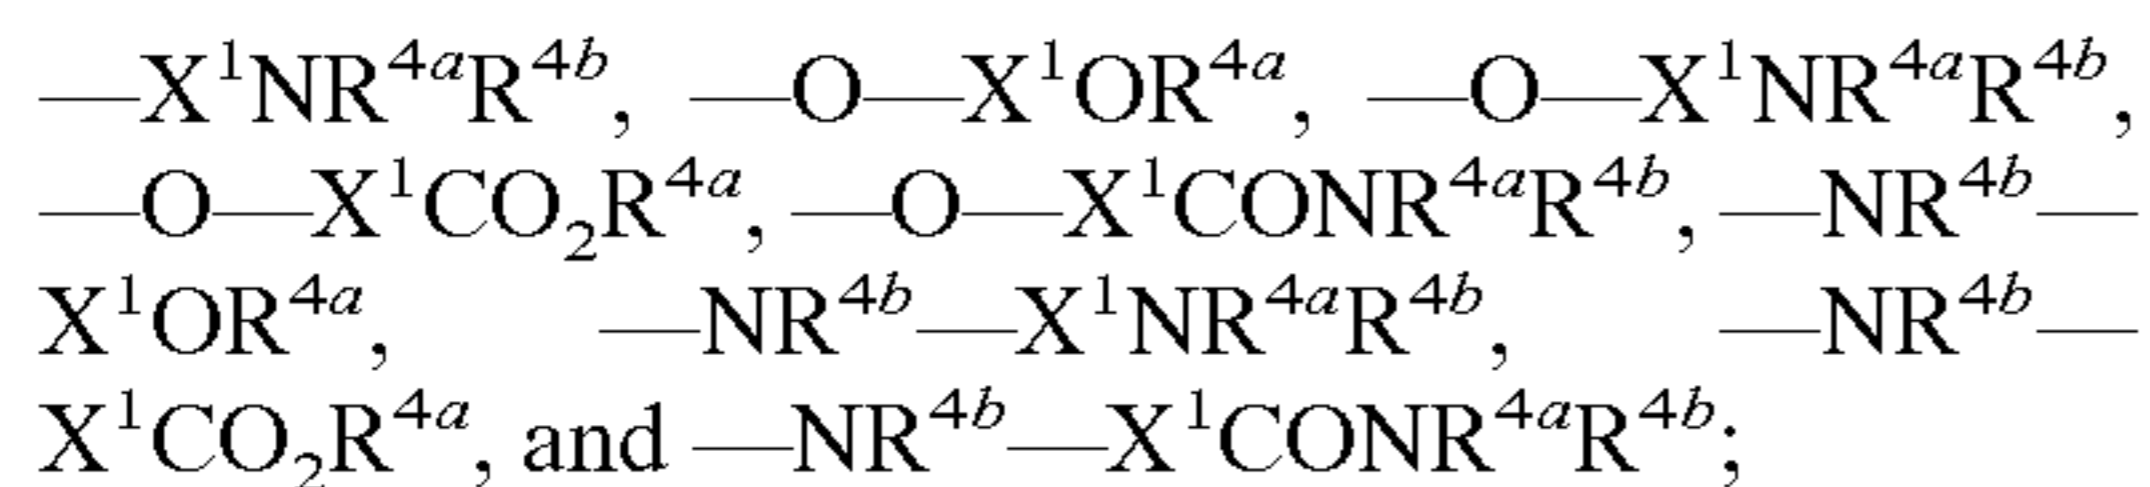 —X¹NR⁴ᵃR⁴ᵇ, —O—X¹OR⁴ᵃ, —O—X¹NR⁴ᵃR⁴ᵇ,
—O—X¹CO₂R⁴ᵃ, —O—X¹CONR⁴ᵃR⁴ᵇ, —NR⁴ᵇ—
X¹OR⁴ᵃ, —NR⁴ᵇ—X¹NR⁴ᵃR⁴ᵇ, —NR⁴ᵇ—
X¹CO₂R⁴ᵃ, and —NR⁴ᵇ—X¹CONR⁴ᵃR⁴ᵇ;